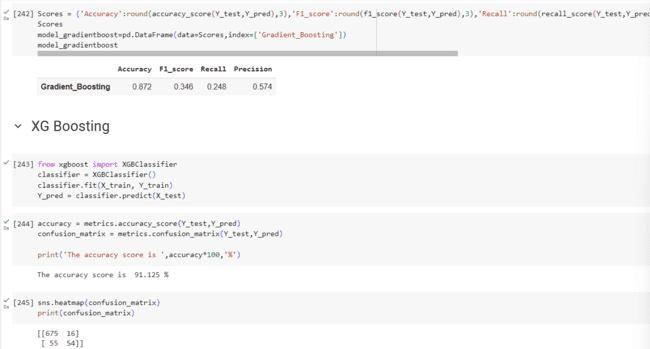 [242] Scores = {'Accuracy':round(accuracy_score(Y_test,Y_pred),3),'F1_score':round(f1_score(Y_test,Y_pred),3),'Recall':round(recall_score(Y_test,Y_pred
Scores
model_gradientboost=pd.DataFrame(data=Scores,index=['Gradient_Boosting'])
model_gradientboost
Accuracy F1_score Recall Precision
Gradient_Boosting 0.872 0.346 0.248 0.574
XG Boosting
[243] from xgboost import XGBClassifier
classifier = XGBClassifier()
classifier.fit(X_train, Y_train)
Y_pred = classifier.predict(X_test)
[244] accuracy = metrics.accuracy_score(Y_test,Y_pred)
0s confusion_matrix = metrics.confusion_matrix(Y_test,Y_pred)
print('The accuracy score is ',accuracy*100,'%')
The accuracy score is  91.125 %
[245] sns.heatmap(confusion_matrix)
0s print(confusion_matrix)
[[675  16]
[ 55  54]]